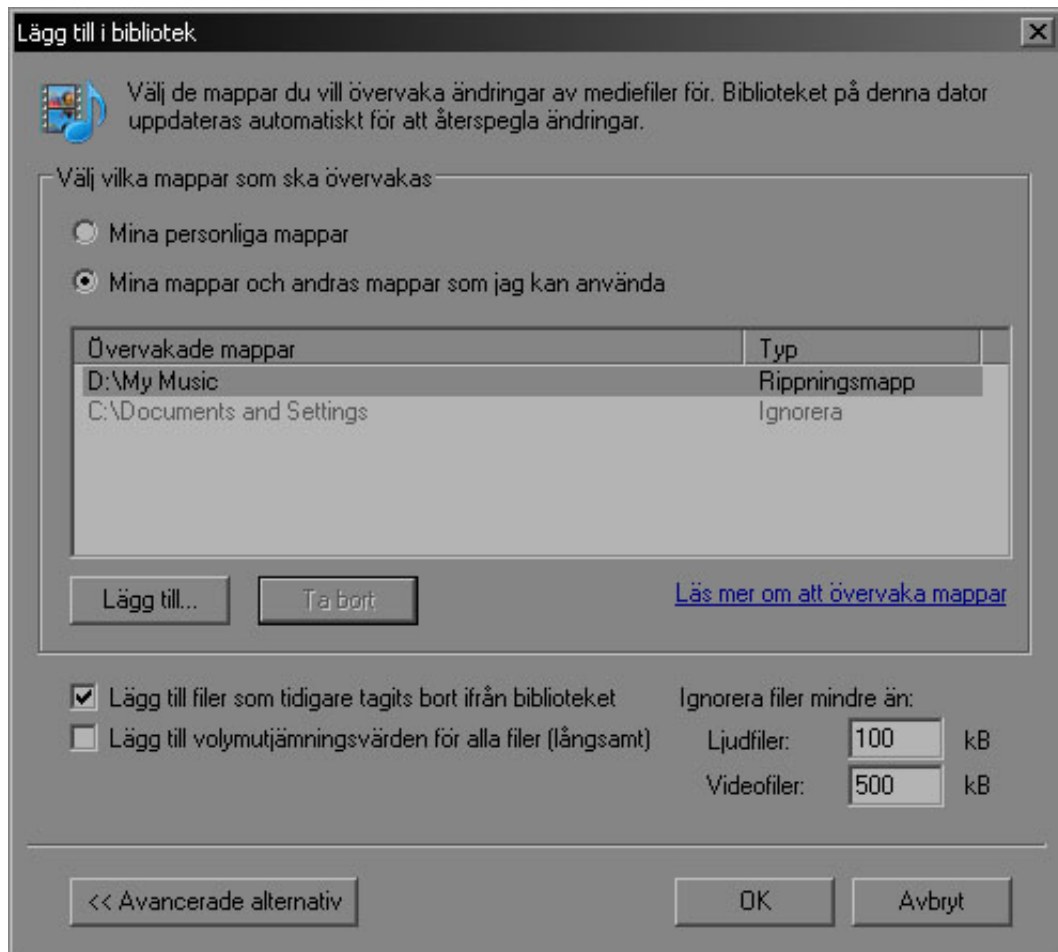 Lägg till i bibliotek
Välj de mappar du vill övervaka ändringar av mediefiler för. Biblioteket på denna dator
uppdateras automatiskt för att återspegla ändringar.
Välj vilka mappar som ska övervakas
Mina personliga mappar
Mina mappar och andras mappar som jag kan använda
Övervakade mappar Typ
D:\My Music Rippningsmapp
C:\Documents and Settings Ignorera
Lägg till... Ta bort Läs mer om att övervaka mappar
Lägg till filer som tidigare tagits bort ifrån biblioteket
Lägg till volymutjämningsvärden för alla filer (långsamt)
Ignorera filer mindre än:
Ljudfiler: 100 kB
Videofiler: 500 kB
<< Avancerade alternativ OK Avbryt